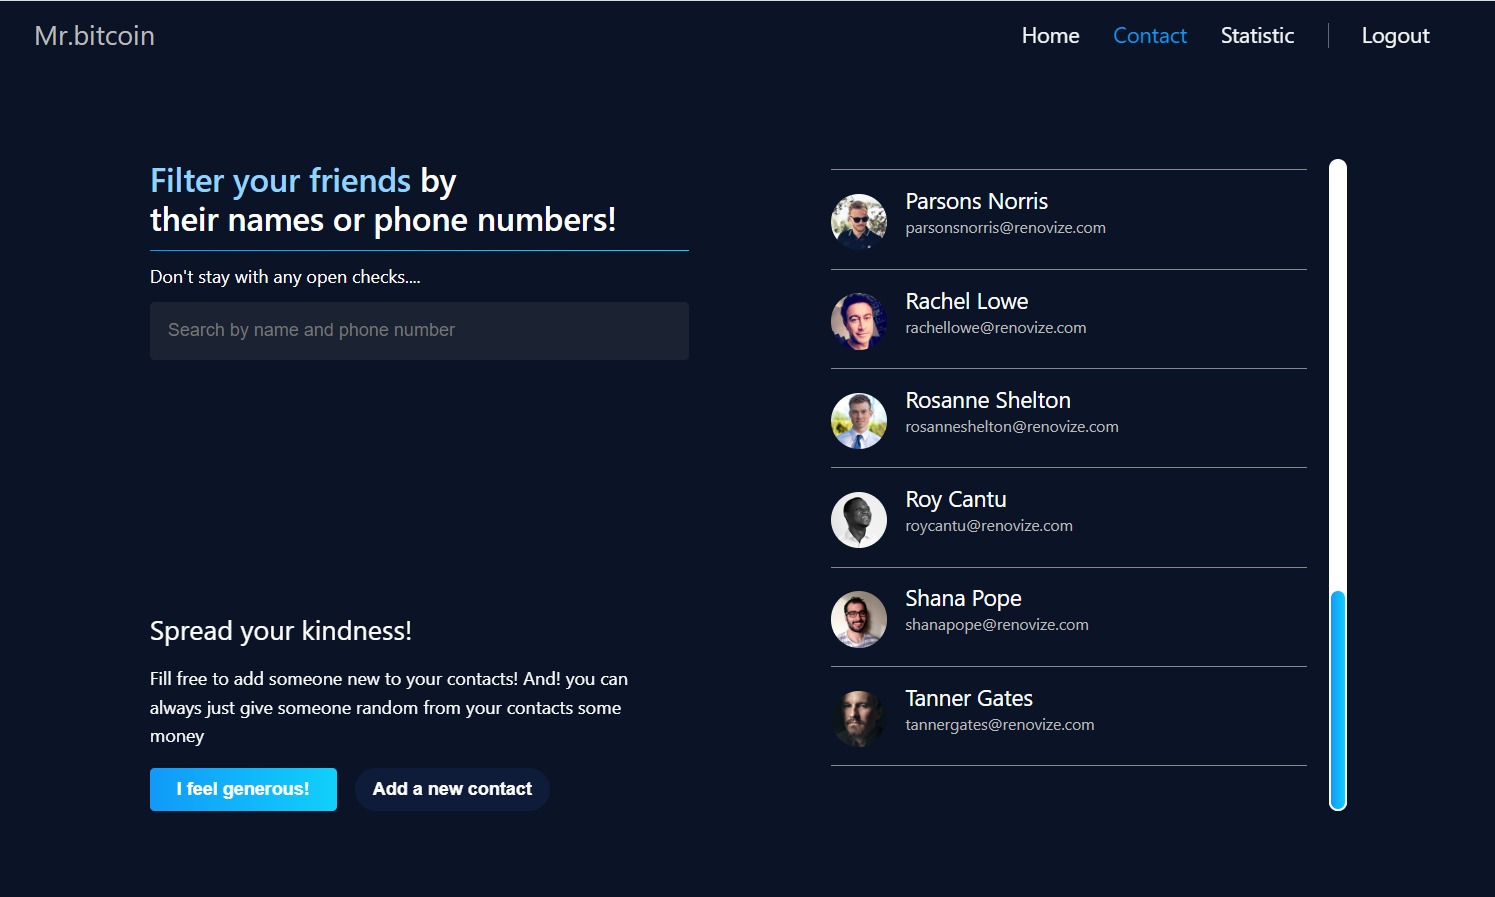 Mr.bitcoin
Home
Contact
Statistic
Logout
Filter your friends by
their names or phone numbers!
Don't stay with any open checks....
Search by name and phone number
Spread your kindness!
Fill free to add someone new to your contacts! And! you can
always just give someone random from your contacts some
money
I feel generous!
Add a new contact
Parsons Norris
parsonsnorris@renovize.com
Rachel Lowe
rachellowe@renovize.com
Rosanne Shelton
rosanneshelton@renovize.com
Roy Cantu
roycantu@renovize.com
Shana Pope
shanapope@renovize.com
Tanner Gates
tannergates@renovize.com